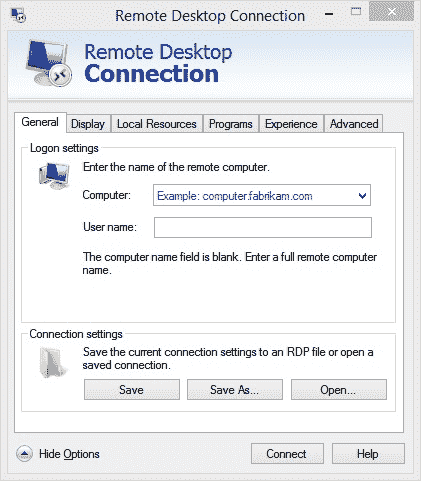 Remote Desktop Connection
Remote Desktop
Connection
General Display Local Resources Programs Experience Advanced
Logon settings
Enter the name of the remote computer.
Computer: Example: computer.fabrikam.com
User name:
The computer name field is blank. Enter a full remote computer
name.
Connection settings
Save the current connection settings to an RDP file or open a
saved connection.
Save Save As... Open...
Hide Options Connect Help